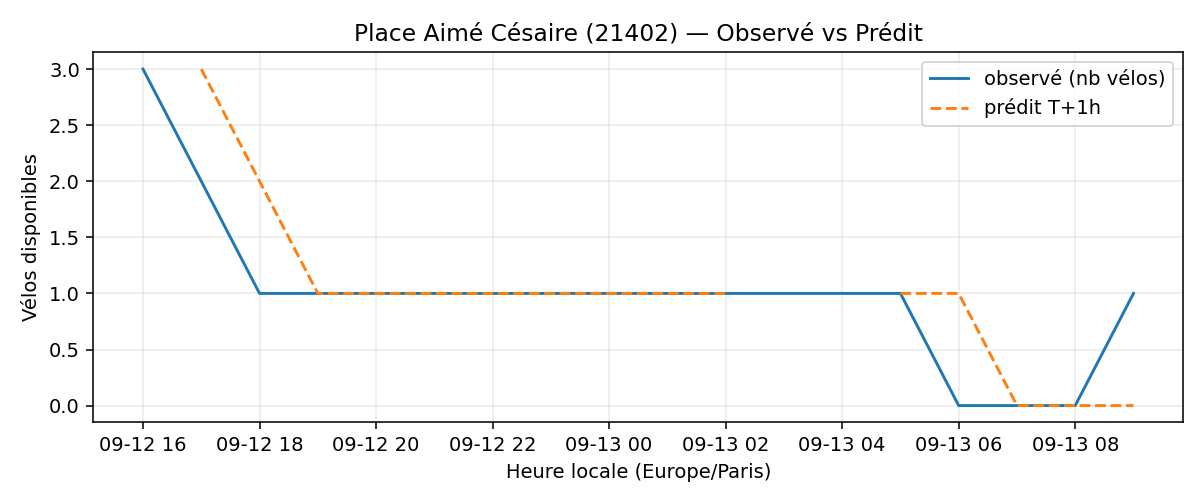 Place Aimé Césaire (21402) — Observé vs Prédit
observé (nb vélos)
prédit T+1h
Vélos disponibles
3.0
2.5
2.0
1.5
1.0
0.5
0.0
09-12 16 09-12 18 09-12 20 09-12 22 09-13 00 09-13 02 09-13 04 09-13 06 09-13 08
Heure locale (Europe/Paris)